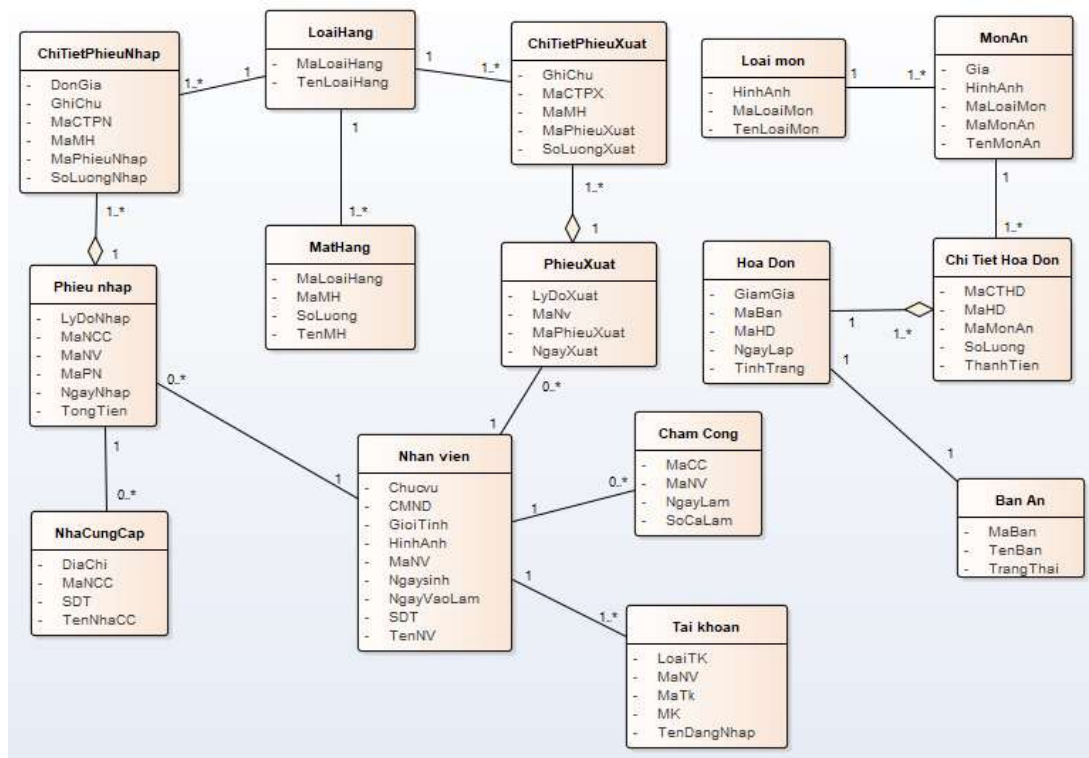 ChiTietPhieuNhap
- DonGia
- GhiChu
- MaCTPN
- MaMH
- MaPhieuNhap
- SoLuongNhap
LoaiHang
- MaLoaiHang
- TenLoaiHang
ChiTietPhieuXuat
- GhiChu
- MaCTPX
- MaMH
- MaPhieuXuat
- SoLuongXuat
Loai mon
- HinhAnh
- MaLoaiMon
- TenLoaiMon
MonAn
- Gia
- HinhAnh
- MaLoaiMon
- MaMonAn
- TenMonAn
1..*
1
1
1..*
1
1..*
1..*
1
1
1..*
1..*
1
1
1..*
Phieu nhap
- LyDoNhap
- MaNCC
- MaNV
- MaPN
- NgayNhap
- TongTien
MatHang
- MaLoaiHang
- MaMH
- SoLuong
- TenMH
PhieuXuat
- LyDoXuat
- MaNv
- MaPhieuXuat
- NgayXuat
Hoa Don
- GiamGia
- MaBan
- MaHD
- NgayLap
- TinhTrang
Chi Tiet Hoa Don
- MaCTHD
- MaHD
- MaMonAn
- SoLuong
- ThanhTien
1
1..*
1
1
0..*
1
0..*
1
1
0..*
NhaCungCap
- DiaChi
- MaNCC
- SDT
- TenNhaCC
Nhan vien
- Chucvu
- CMND
- GioiTinh
- HinhAnh
- MaNV
- Ngaysinh
- NgayVaoLam
- SDT
- TenNV
Cham Cong
- MaCC
- MaNV
- NgayLam
- SoCaLam
Ban An
- MaBan
- TenBan
- TrangThai
1
0..*
1
1..*
Tai khoan
- LoaiTK
- MaNV
- MaTk
- MK
- TenDangNhap